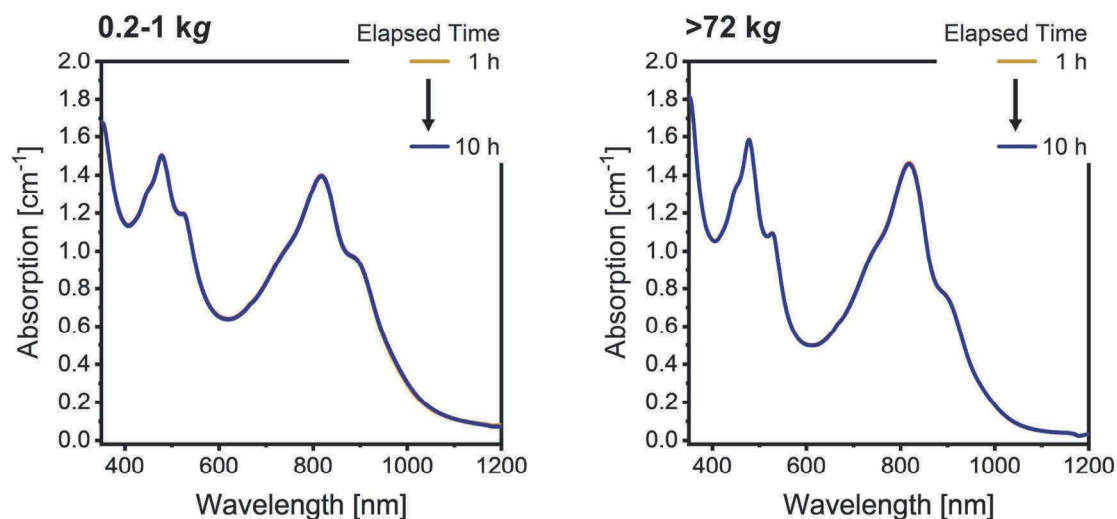 0.2-1 kg
Elapsed Time
1 h
10 h
2.0
1.8
1.6
1.4
1.2
1.0
0.8
0.6
0.4
0.2
0.0
Absorption [cm⁻¹]
400 600 800 1000 1200
Wavelength [nm]
>72 kg
Elapsed Time
1 h
10 h
2.0
1.8
1.6
1.4
1.2
1.0
0.8
0.6
0.4
0.2
0.0
Absorption [cm⁻¹]
400 600 800 1000 1200
Wavelength [nm]